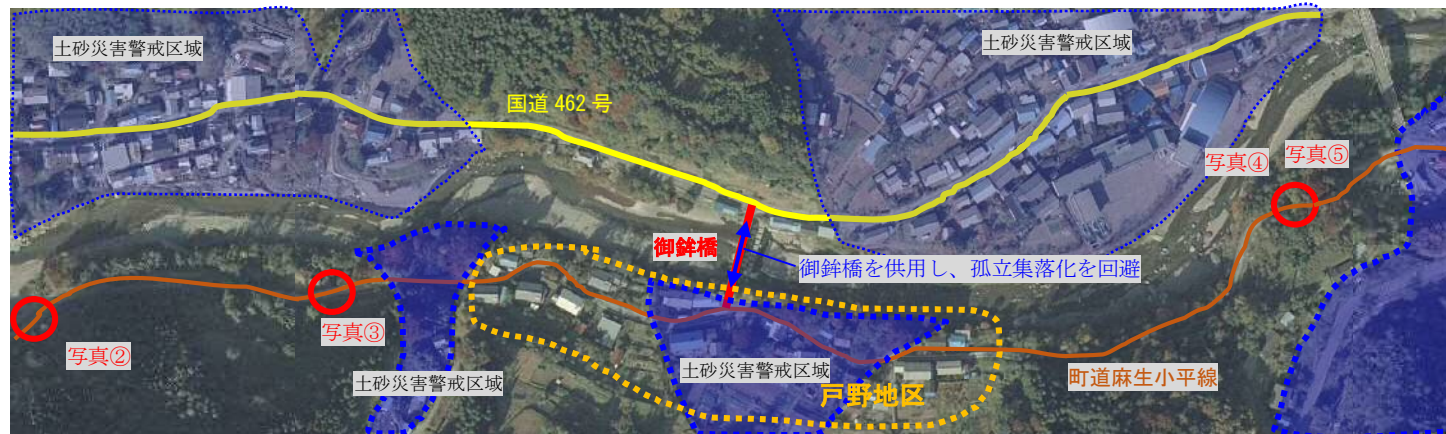 土砂災害警戒区域
土砂災害警戒区域
国道 462 号
写真④
写真⑤
御鉾橋
御鉾橋を供用し、孤立集落化を回避
写真③
写真②
土砂災害警戒区域
土砂災害警戒区域
町道麻生小平線
戸野地区